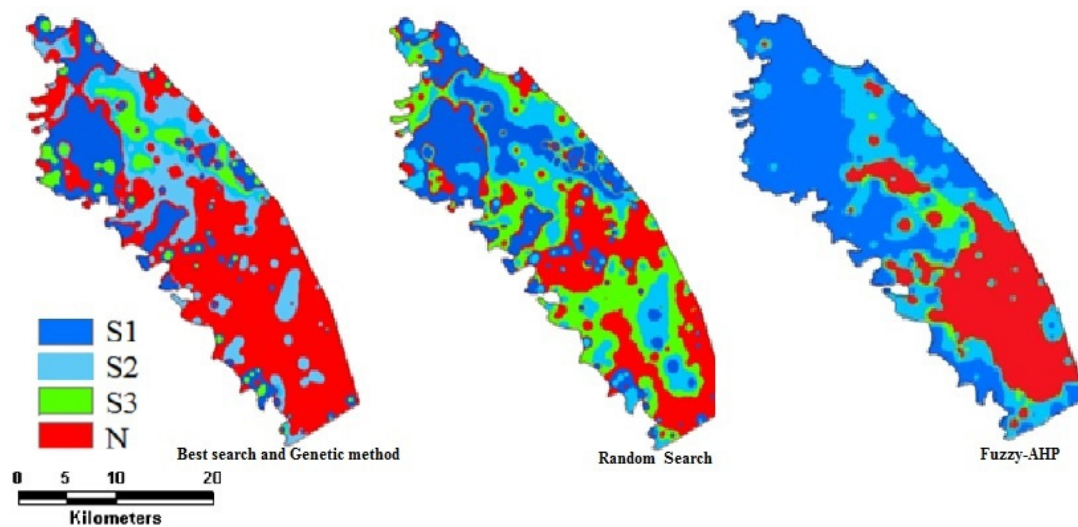 S1
S2
S3
N
Best search and Genetic method
Random Search
Fuzzy-AHP
0 5 10 20
Kilometers